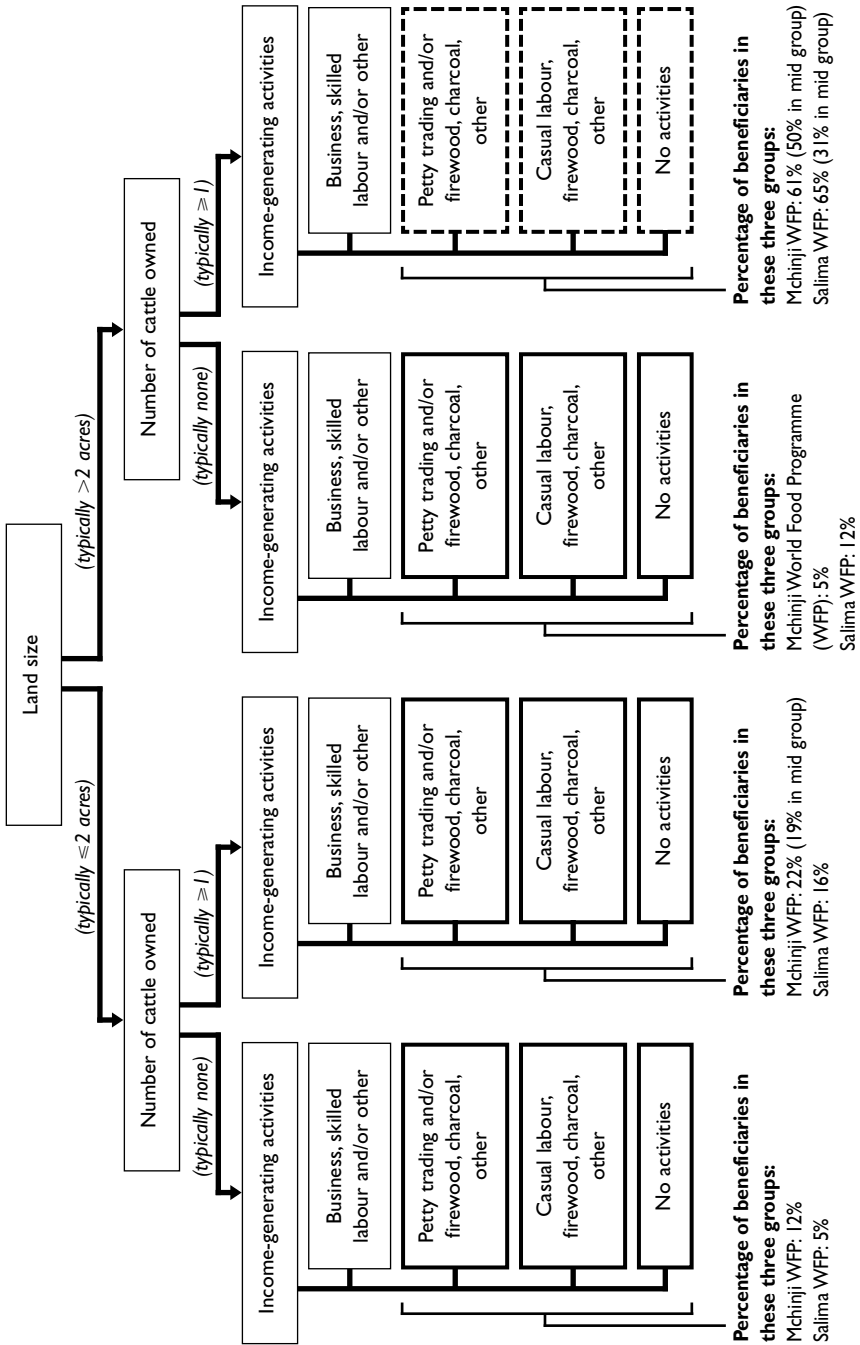 Land size
(typically ⩽2 acres)
(typically >2 acres)
Number of cattle owned
Number of cattle owned
(typically none)
(typically ⩾1)
(typically none)
(typically ⩾1)
Income-generating activities
Business, skilled
labour and/or other
Petty trading and/or
firewood, charcoal,
other
Casual labour,
firewood, charcoal,
other
No activities
Percentage of beneficiaries in
these three groups:
Mchinji WFP: 12%
Salima WFP: 5%
Income-generating activities
Business, skilled
labour and/or other
Petty trading and/or
firewood, charcoal,
other
Casual labour,
firewood, charcoal,
other
No activities
Percentage of beneficiaries in
these three groups:
Mchinji WFP: 22% (19% in mid group)
Salima WFP: 16%
Income-generating activities
Business, skilled
labour and/or other
Petty trading and/or
firewood, charcoal,
other
Casual labour,
firewood, charcoal,
other
No activities
Percentage of beneficiaries in
these three groups:
Mchinji World Food Programme
(WFP): 5%
Salima WFP: 12%
Income-generating activities
Business, skilled
labour and/or other
Petty trading and/or
firewood, charcoal,
other
Casual labour,
firewood, charcoal,
other
No activities
Percentage of beneficiaries in
these three groups:
Mchinji WFP: 61% (50% in mid group)
Salima WFP: 65% (31% in mid group)